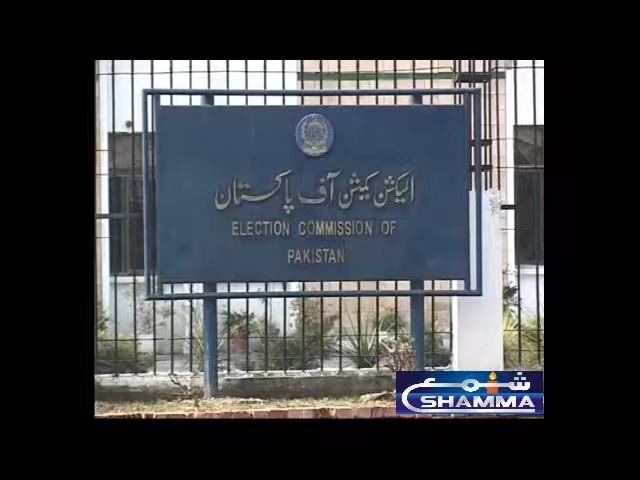 الیکشن کمیشن آف پاکستان
ELECTION COMMISSION OF
PAKISTAN
شمع
SHAMMA